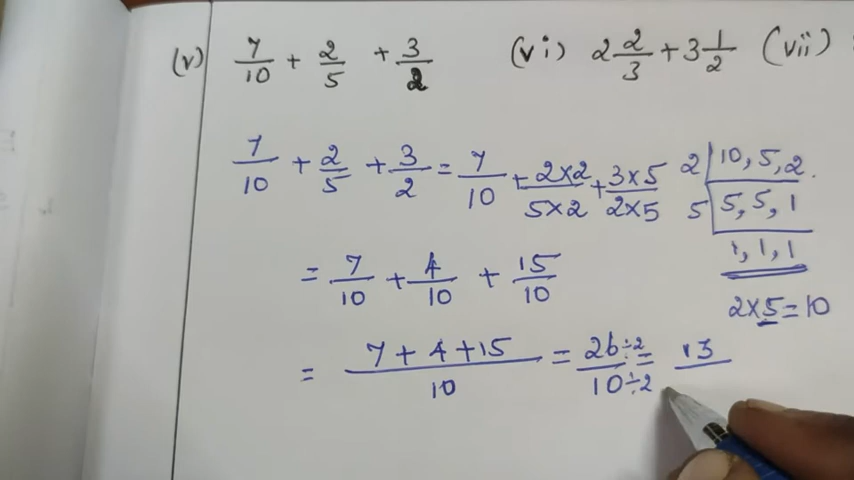 (v) 7/10 + 2/5 + 3/2 (vi) 2 2/3 + 3 1/2 (vii)
7/10 + 2/5 + 3/2 = 7/10 + 2×2/5×2 + 3×5/2×5
= 7/10 + 4/10 + 15/10
= 7 + 4 + 15/10 = 26÷2/10÷2 = 13
2 | 10, 5, 2.
5 | 5, 5, 1
1, 1, 1
2×5=10